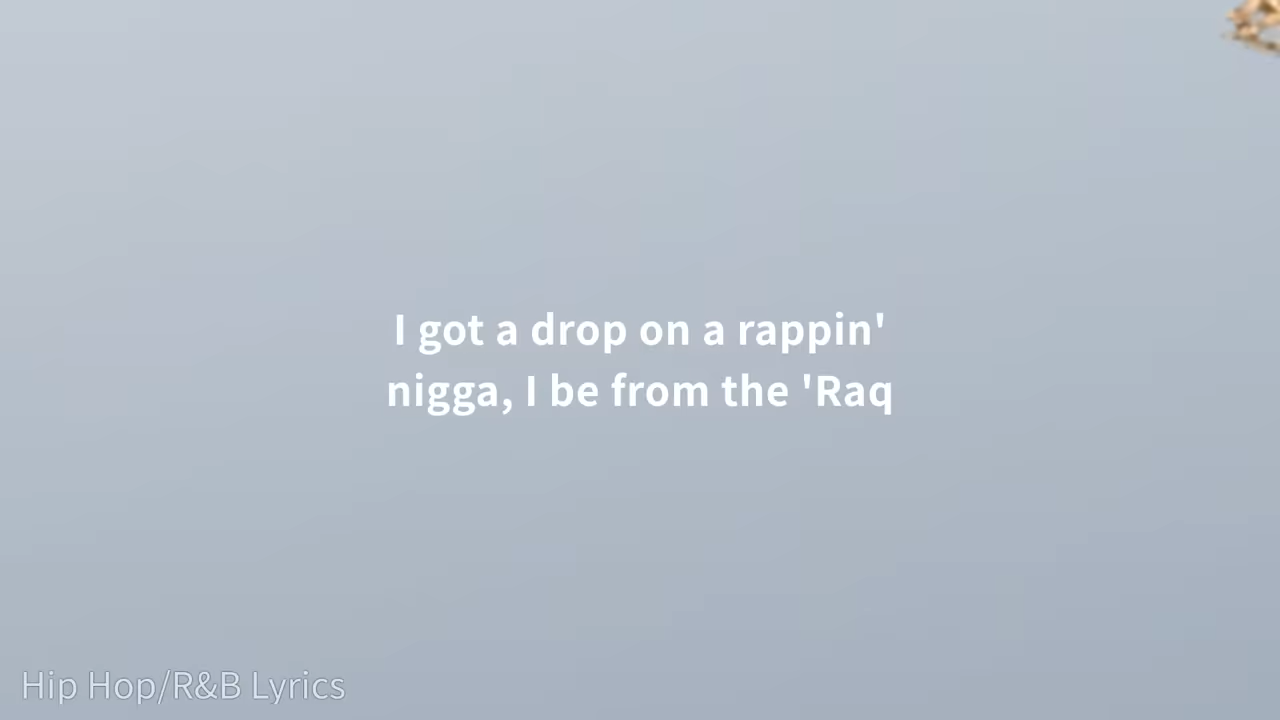 I got a drop on a rappin'
nigga, I be from the 'Raq
Hip Hop/R&B Lyrics